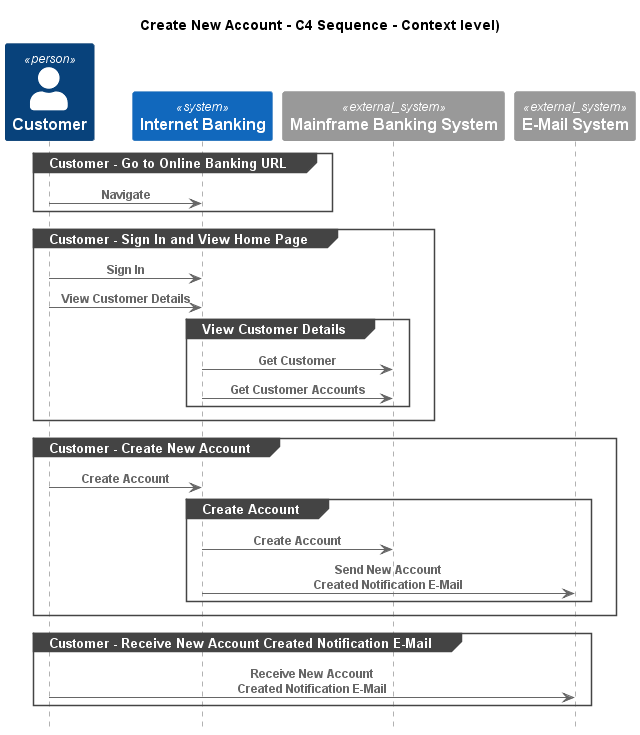 Create New Account - C4 Sequence - Context level)
«person»
Customer
«system»
Internet Banking
«external_system»
Mainframe Banking System
«external_system»
E-Mail System
Customer - Go to Online Banking URL
Navigate
Customer - Sign In and View Home Page
Sign In
View Customer Details
View Customer Details
Get Customer
Get Customer Accounts
Customer - Create New Account
Create Account
Create Account
Create Account
Send New Account
Created Notification E-Mail
Customer - Receive New Account Created Notification E-Mail
Receive New Account
Created Notification E-Mail